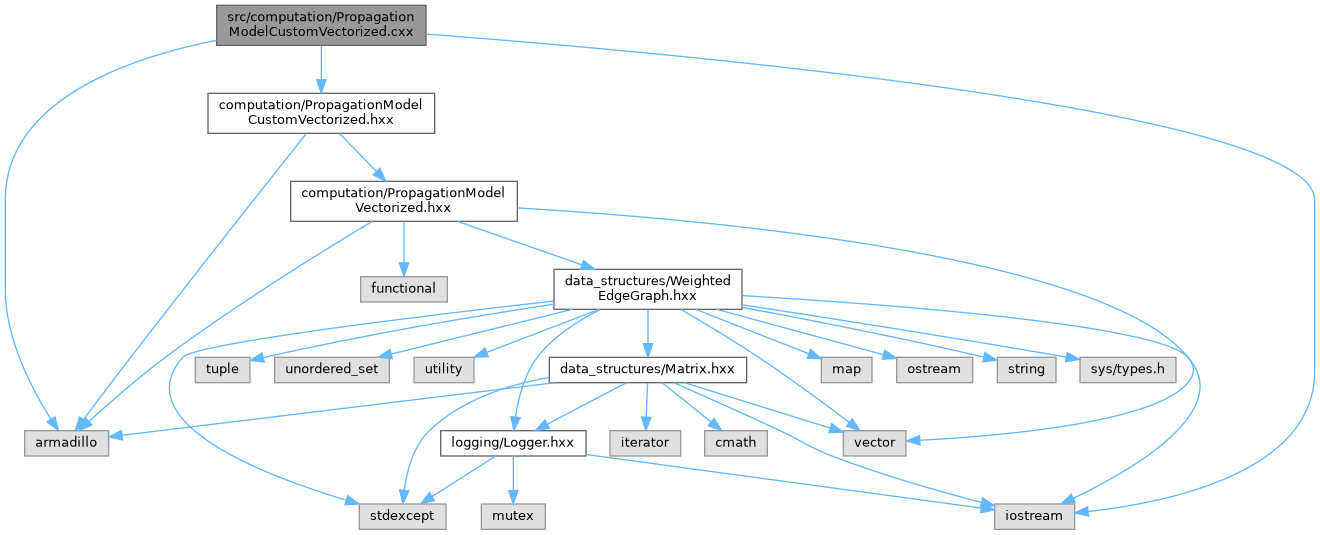 src/computation/Propagation
ModelCustomVectorized.cxx
computation/PropagationModel
CustomVectorized.hxx
computation/PropagationModel
Vectorized.hxx
functional
data_structures/Weighted
EdgeGraph.hxx
tuple
unordered_set
utility
data_structures/Matrix.hxx
map
ostream
string
sys/types.h
armadillo
logging/Logger.hxx
iterator
cmath
vector
stdexcept
mutex
iostream